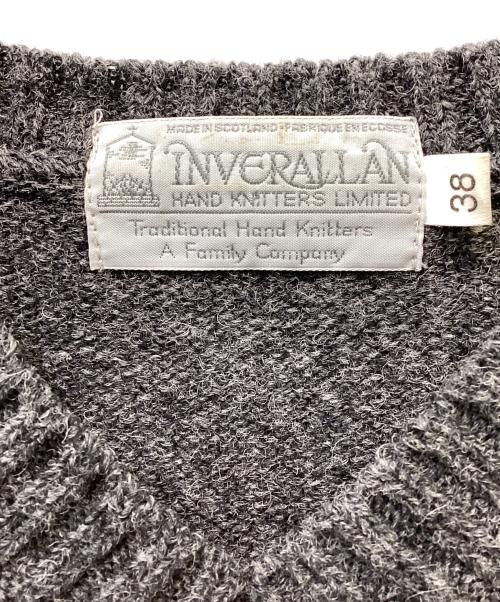 MADE IN SCOTLAND • FABRIQUE EN ECOSSE
INVERALLAN
HAND KNITTERS LIMITED
Traditional Hand Knitters
A Family Company
38